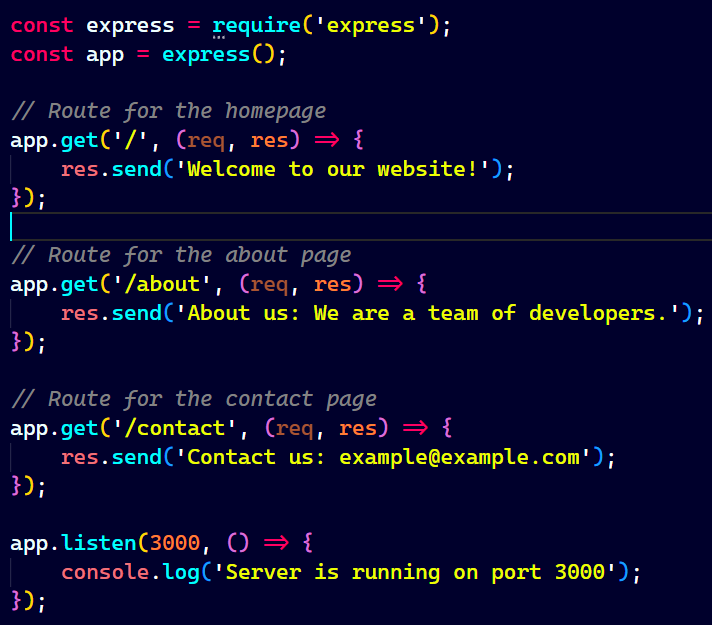 const express = require('express');
const app = express();

// Route for the homepage
app.get('/', (req, res) => {
    res.send('Welcome to our website!');
});

// Route for the about page
app.get('/about', (req, res) => {
    res.send('About us: We are a team of developers.');
});

// Route for the contact page
app.get('/contact', (req, res) => {
    res.send('Contact us: example@example.com');
});

app.listen(3000, () => {
    console.log('Server is running on port 3000');
});